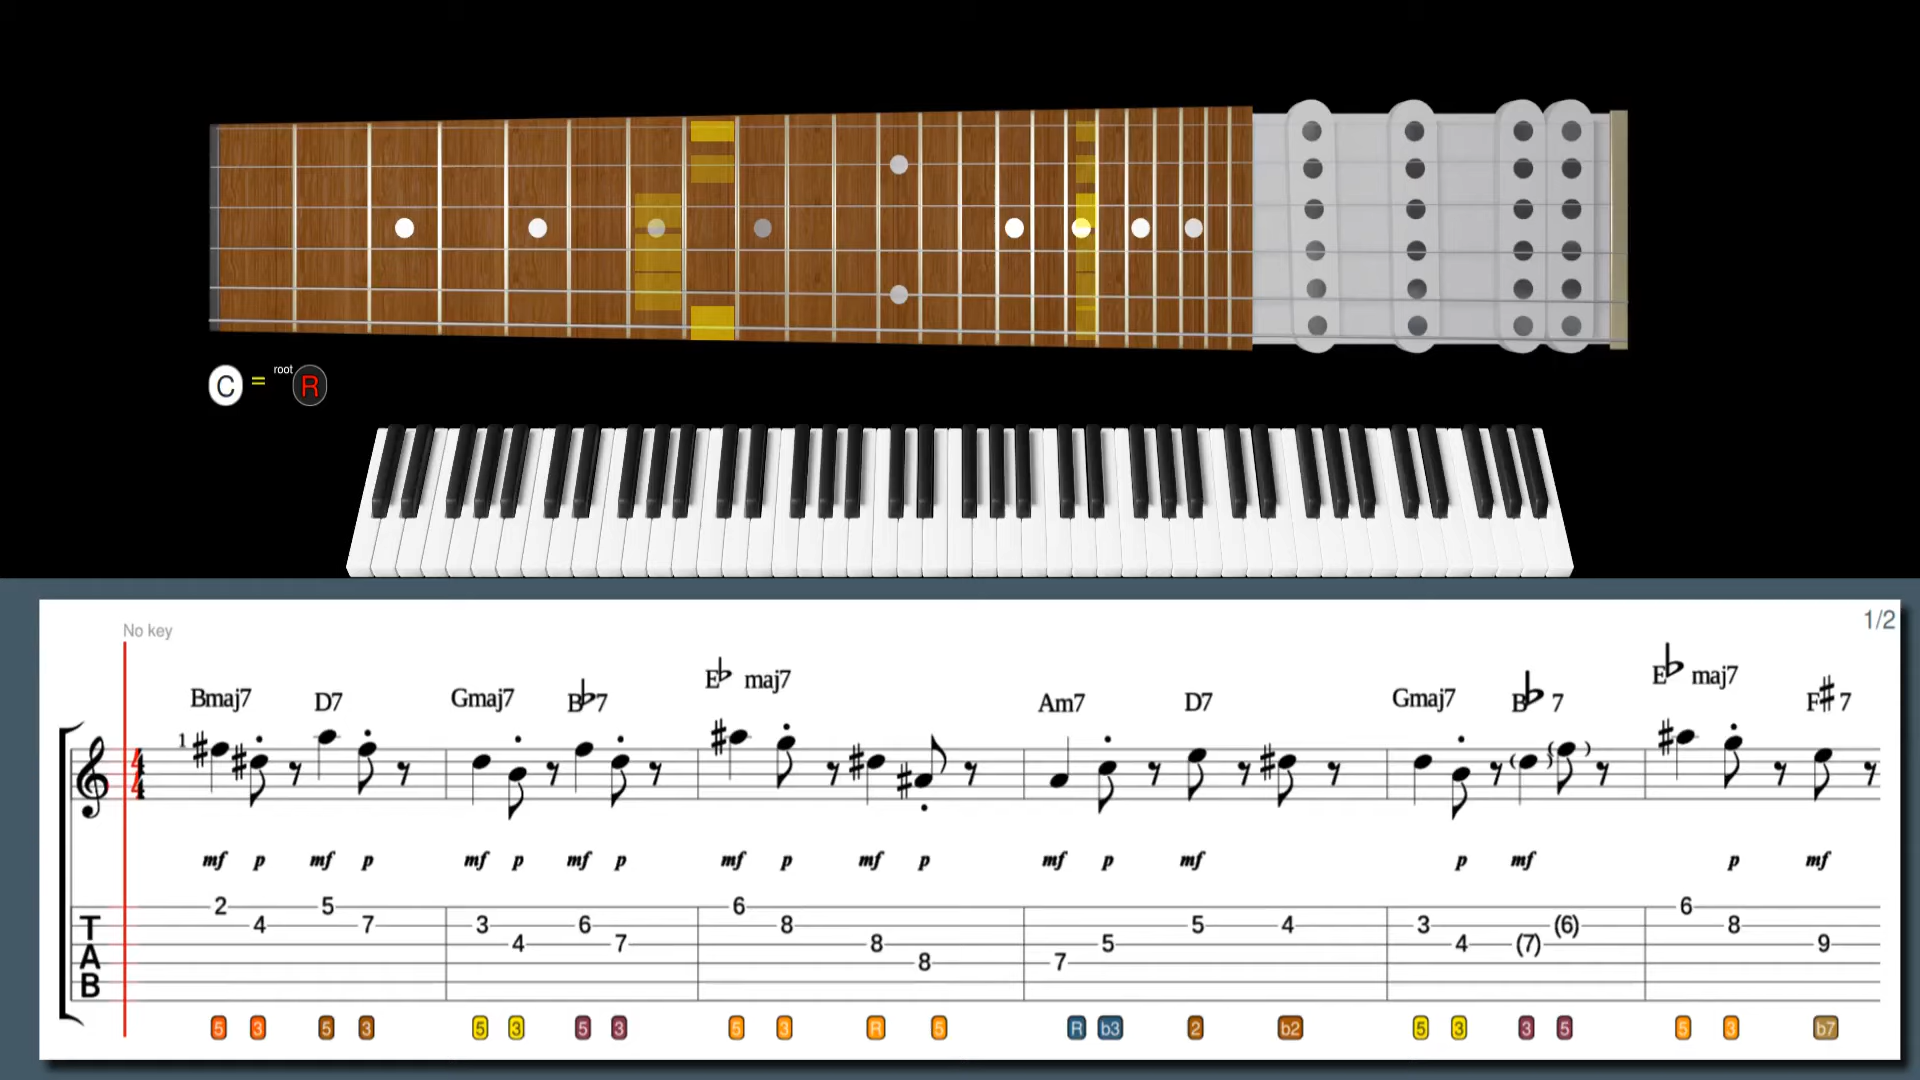 C = root R
No key
1/2
Bmaj7 D7 Gmaj7 B♭7 E♭ maj7 Am7 D7 Gmaj7 B♭ 7 E♭ maj7 F♯ 7
1
4
4
mf p mf p mf p mf p mf p mf p mf p mf p mf p mf
T
A
B
2 4 5 7 3 4 6 7 6 8 8 8 7 5 5 4 3 4 (7) (6) 6 8 9
5 3 5 3 5 3 5 3 5 3 R 5 R b3 2 b2 5 3 3 5 5 3 b7